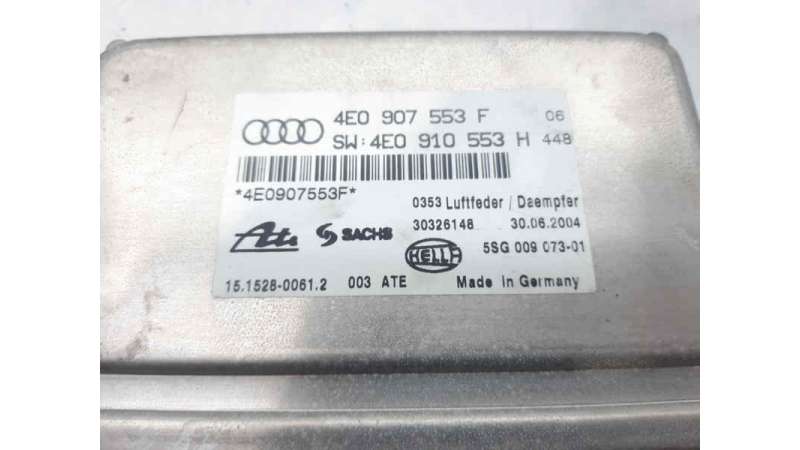 4E0 907 553 F 06
SW:4E0 910 553 H 448
*4E0907553F*
0353 Luftfeder / Daempfer
30326148 30.06.2004
Ate SACHS HELLA 5SG 009 073-01
15.1528-0061.2 003 ATE Made In Germany